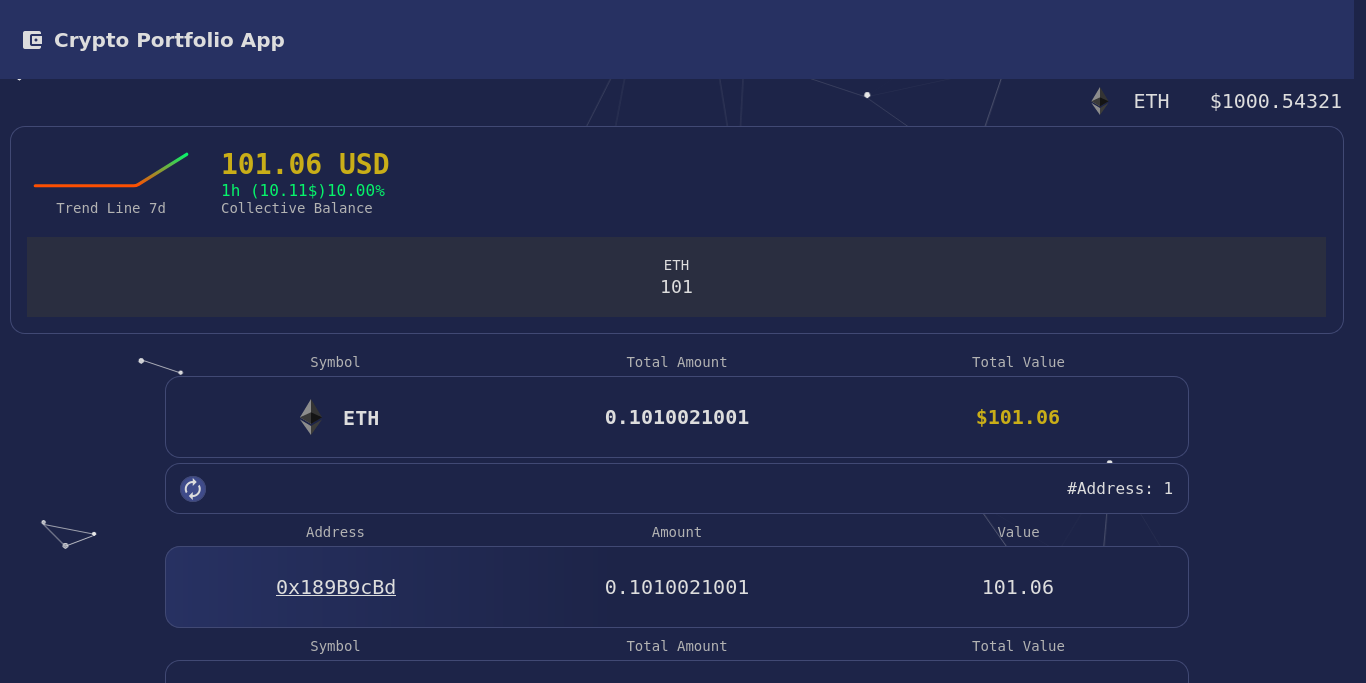 Crypto Portfolio App
ETH $1000.54321
101.06 USD
1h (10.11$)10.00%
Trend Line 7d Collective Balance
ETH
101
Symbol Total Amount Total Value
ETH 0.1010021001 $101.06
#Address: 1
Address Amount Value
0x189B9cBd 0.1010021001 101.06
Symbol Total Amount Total Value